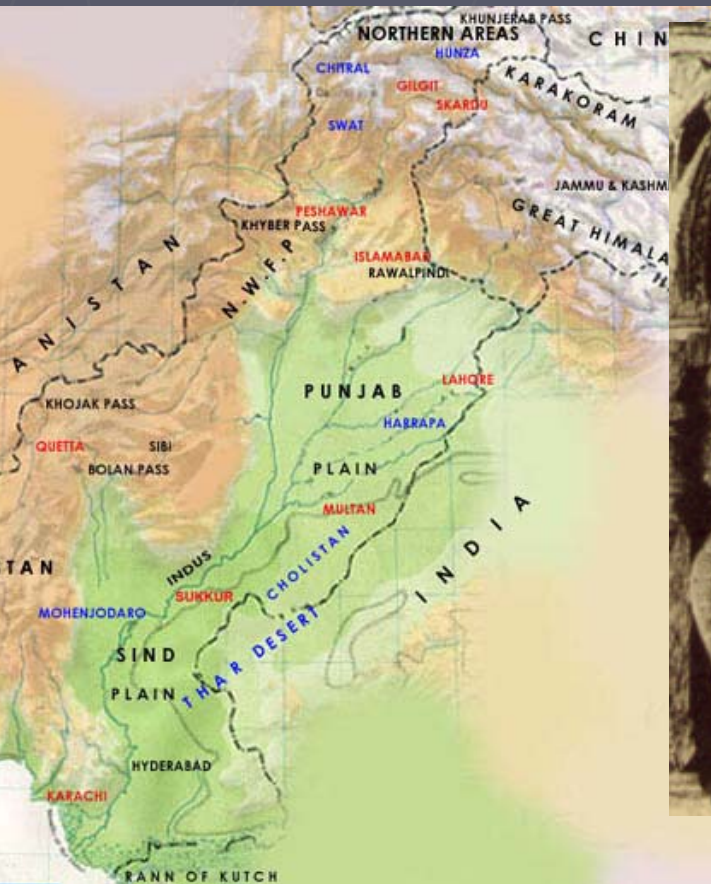 KHUNJERAB PASS
NORTHERN AREAS
CHIN
HUNZA
CHITRAL
GILGIT
KARAKORAM
SKARDU
SWAT
JAMMU & KASHM
PESHAWAR
GREAT HIMALA
KHYBER PASS
N.W.F.P
ISLAMABAD
RAWALPINDI
ANISTAN
PUNJAB
LAHORE
KHOJAK PASS
HARRAPA
QUETTA
SIBI
BOLAN PASS
PLAIN
MULTAN
INDIA
CHOLISTAN
INDUS
TAN
SUKKUR
MOHENJODARO
THAR DESERT
SIND
PLAIN
HYDERABAD
KARACHI
RANN OF KUTCH